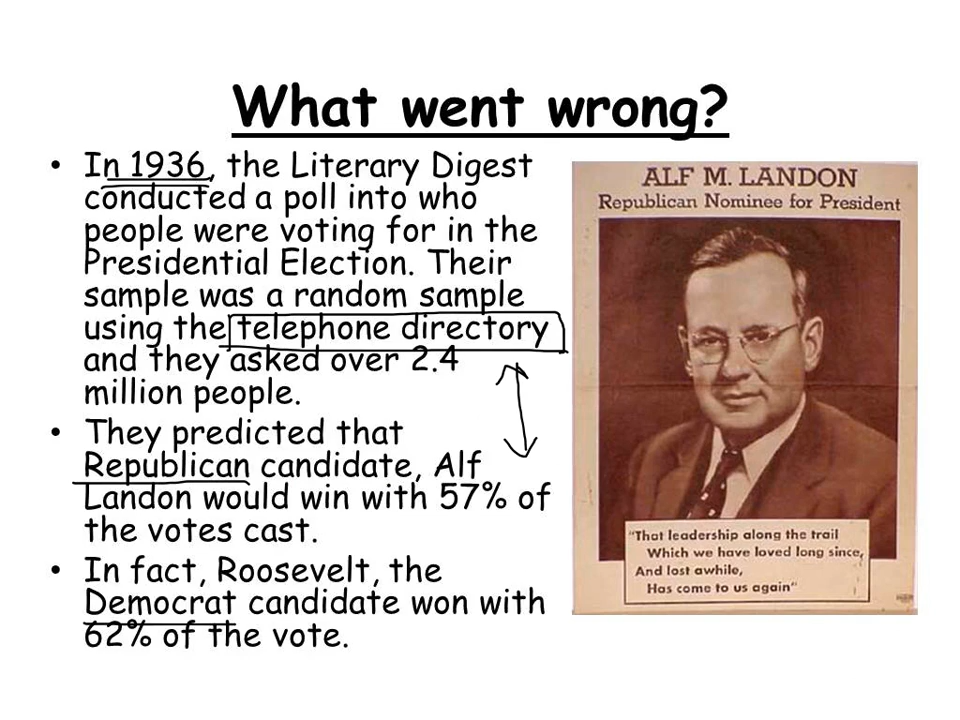 What went wrong?
• In 1936, the Literary Digest
conducted a poll into who
people were voting for in the
Presidential Election. Their
sample was a random sample
using the telephone directory
and they asked over 2.4
million people.
• They predicted that
Republican candidate, Alf
Landon would win with 57% of
the votes cast.
• In fact, Roosevelt, the
Democrat candidate won with
62% of the vote.
ALF M. LANDON
Republican Nominee for President
"That leadership along the trail
Which we have loved long since,
And lost awhile,
Has come to us again"